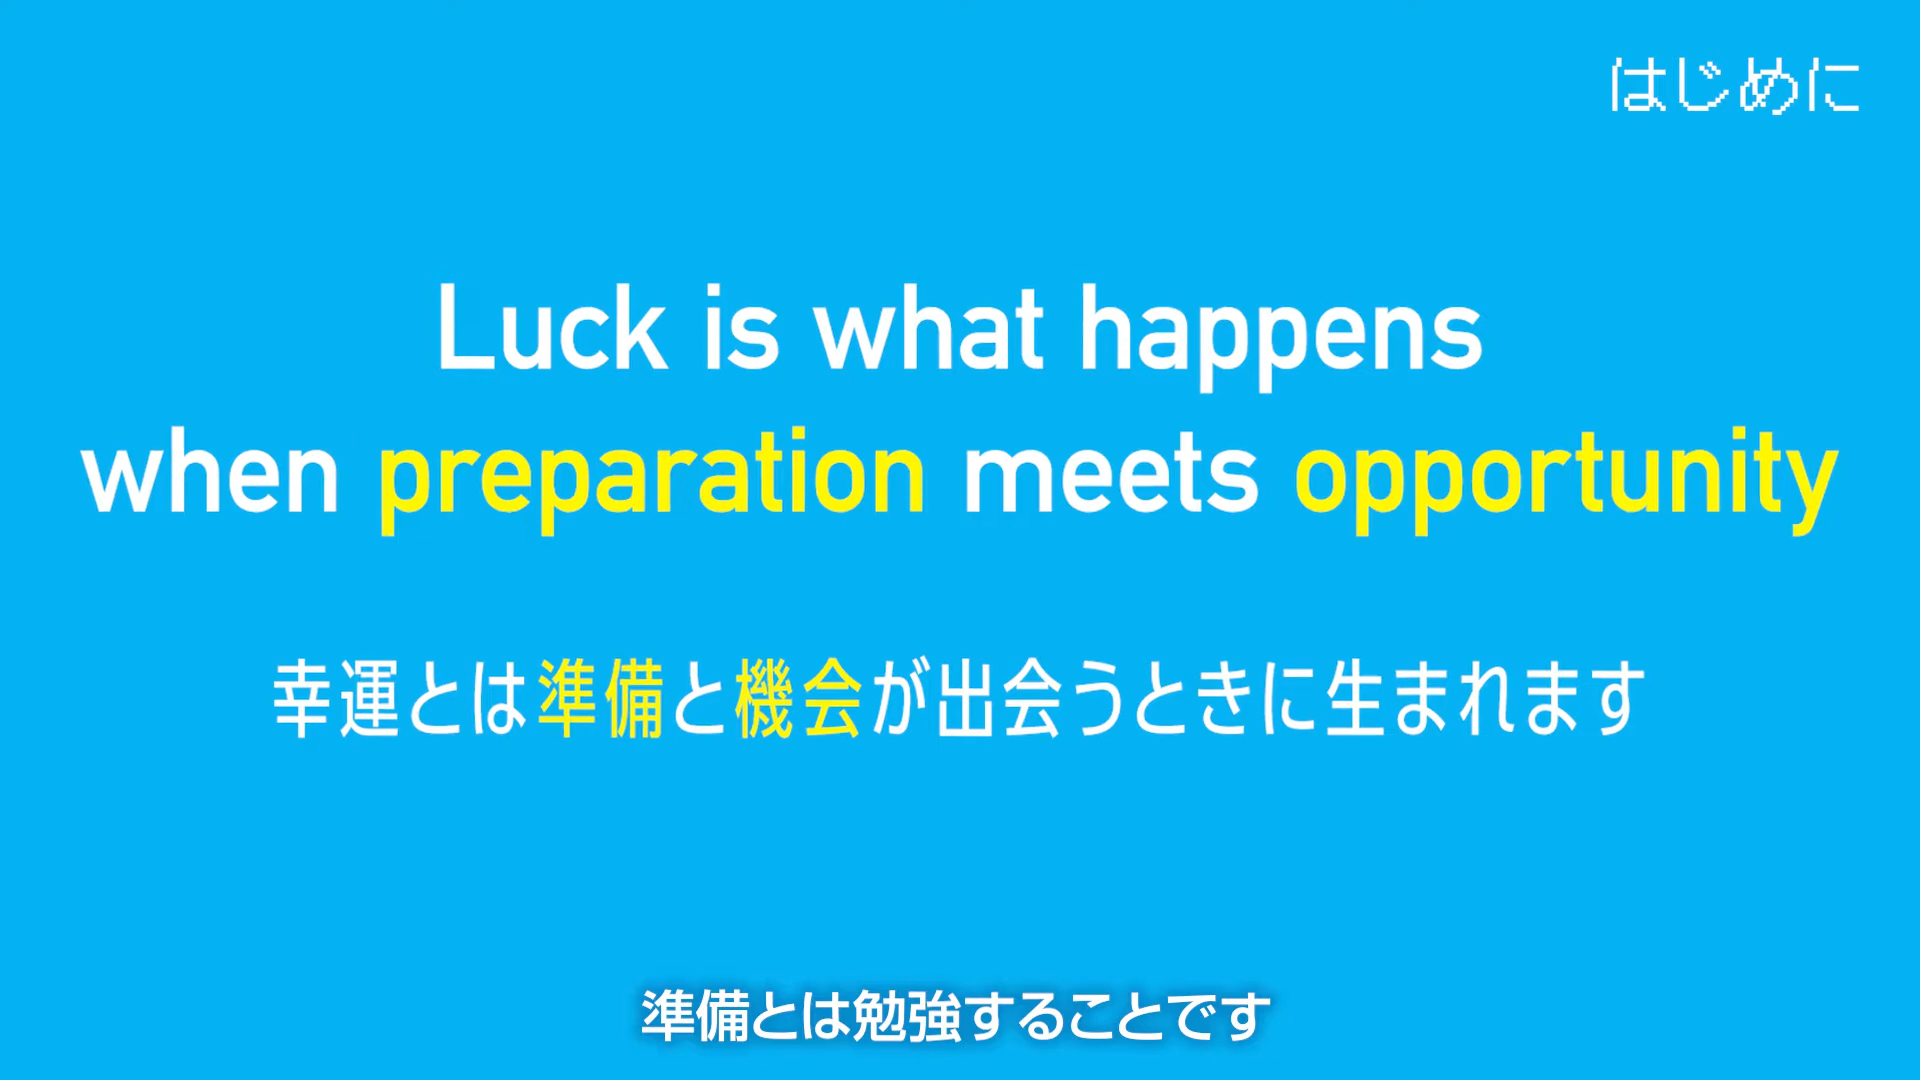 はじめに
Luck is what happens
when preparation meets opportunity
幸運とは準備と機会が出会うときに生まれます
準備とは勉強することです